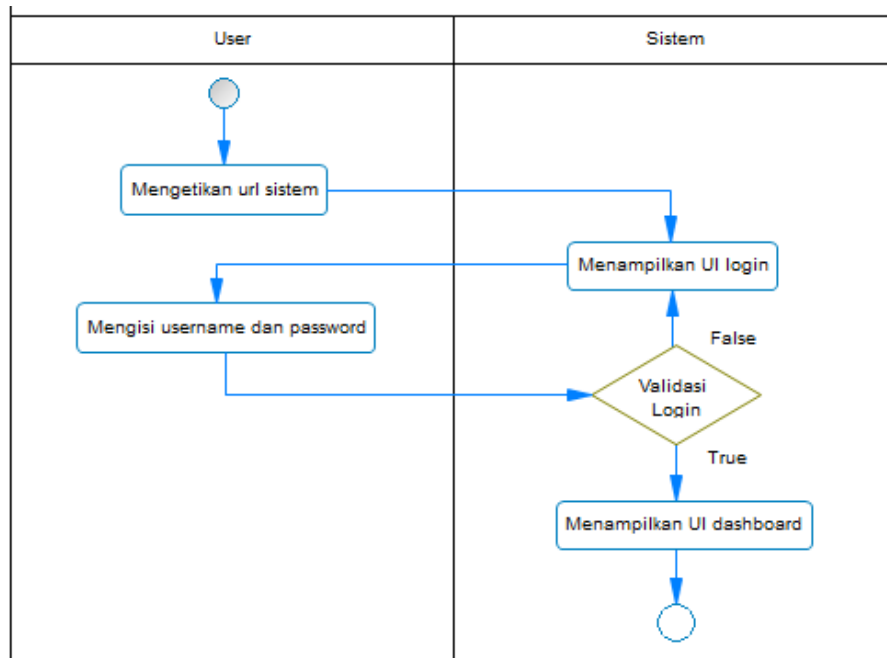 User
Sistem
Mengetikan url sistem
Menampilkan UI login
Mengisi username dan password
False
Validasi
Login
True
Menampilkan UI dashboard